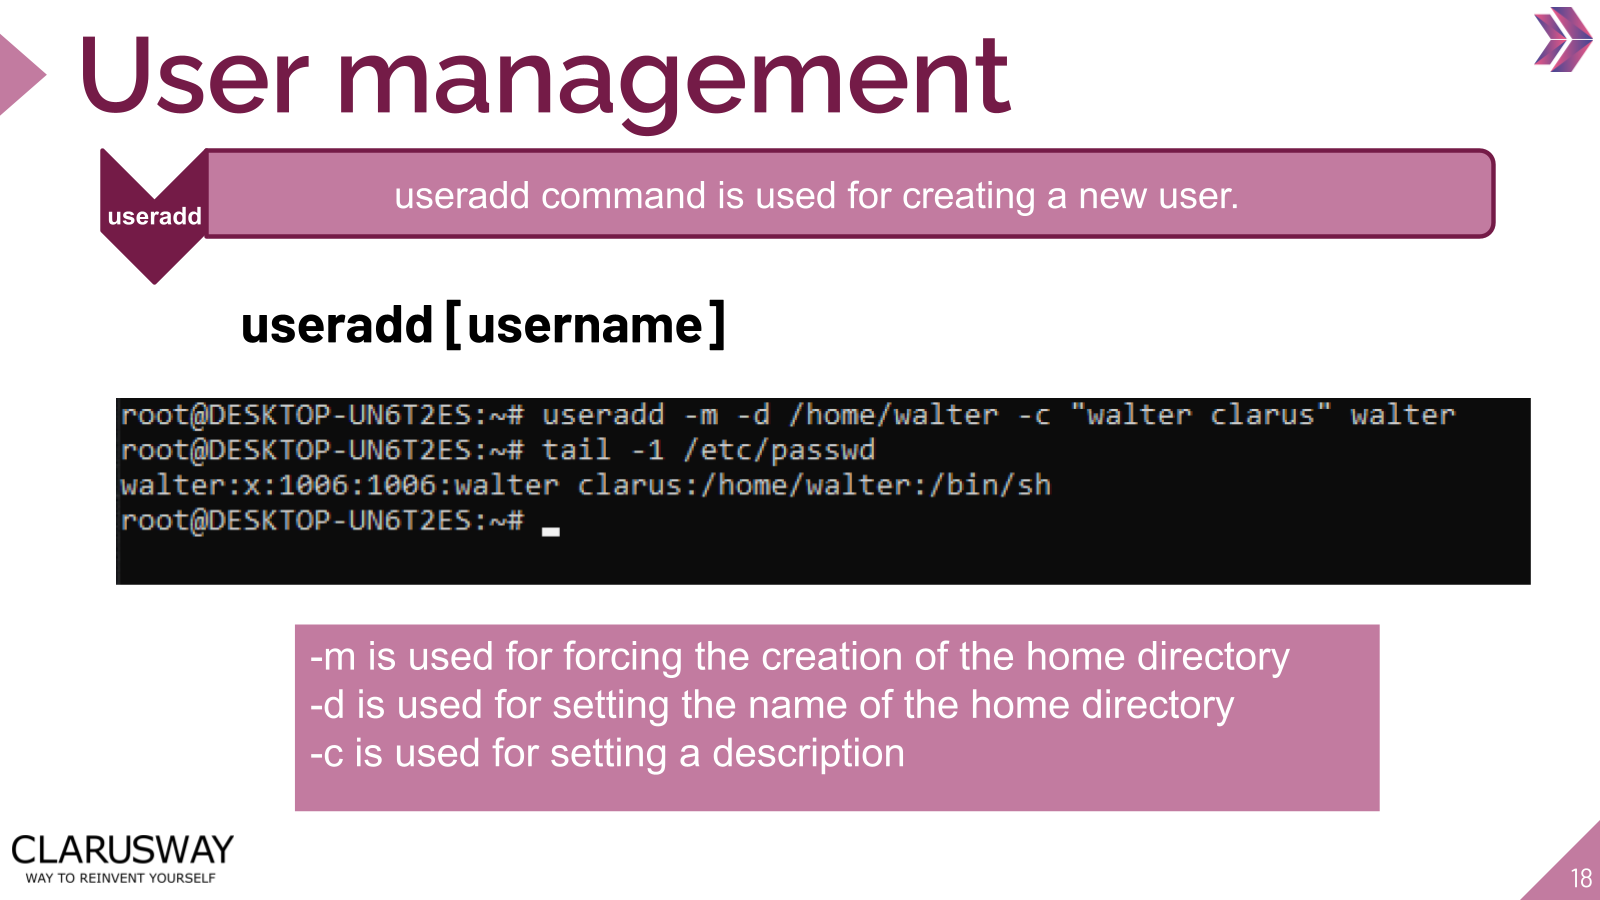 User management
useradd
useradd command is used for creating a new user.
useradd [username]
root@DESKTOP-UN6T2ES:~# useradd -m -d /home/walter -c "walter clarus" walter
root@DESKTOP-UN6T2ES:~# tail -1 /etc/passwd
walter:x:1006:1006:walter clarus:/home/walter:/bin/sh
root@DESKTOP-UN6T2ES:~#
-m is used for forcing the creation of the home directory
-d is used for setting the name of the home directory
-c is used for setting a description
CLARUSWAY
WAY TO REINVENT YOURSELF
18